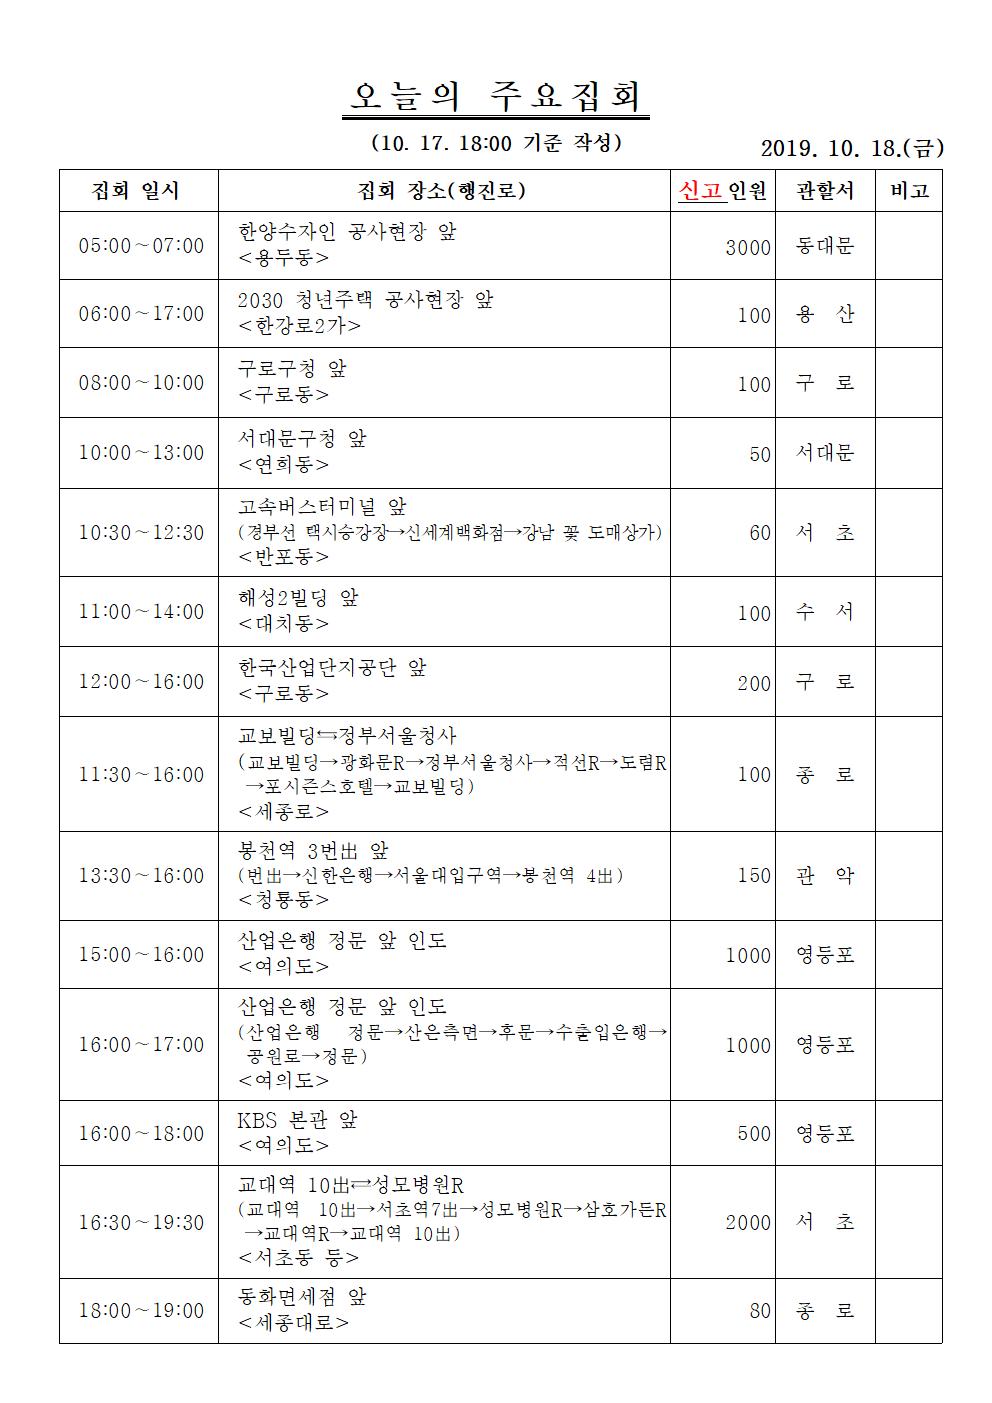 오늘의 주요집회
(10. 17. 18:00 기준 작성)
2019. 10. 18.(금)
집회 일시 집회 장소(행진로) 신고인원 관할서 비고
05:00~07:00 한양수자인 공사현장 앞 3000 동대문
<용두동>
06:00~17:00 2030 청년주택 공사현장 앞 100 용 산
<한강로2가>
08:00~10:00 구로구청 앞 100 구 로
<구로동>
10:00~13:00 서대문구청 앞 50 서대문
<연희동>
고속버스터미널 앞
10:30~12:30 (경부선 택시승강장→신세계백화점→강남 꽃 도매상가) 60 서 초
<반포동>
11:00~14:00 해성2빌딩 앞 100 수 서
<대치동>
12:00~16:00 한국산업단지공단 앞 200 구 로
<구로동>
교보빌딩⇆정부서울청사
11:30~16:00 (교보빌딩→광화문R→정부서울청사→적선R→도렴R 100 종 로
→포시즌스호텔→교보빌딩)
<세종로>
봉천역 3번出 앞
13:30~16:00 (번出→신한은행→서울대입구역→봉천역 4出) 150 관 악
<청룡동>
15:00~16:00 산업은행 정문 앞 인도 1000 영등포
<여의도>
산업은행 정문 앞 인도
16:00~17:00 (산업은행 정문→산은측면→후문→수출입은행→ 1000 영등포
공원로→정문)
<여의도>
16:00~18:00 KBS 본관 앞 500 영등포
<여의도>
교대역 10出⇄성모병원R
16:30~19:30 (교대역 10出→서초역7出→성모병원R→삼호가든R 2000 서 초
→교대역R→교대역 10出)
<서초동 등>
18:00~19:00 동화면세점 앞 80 종 로
<세종대로>